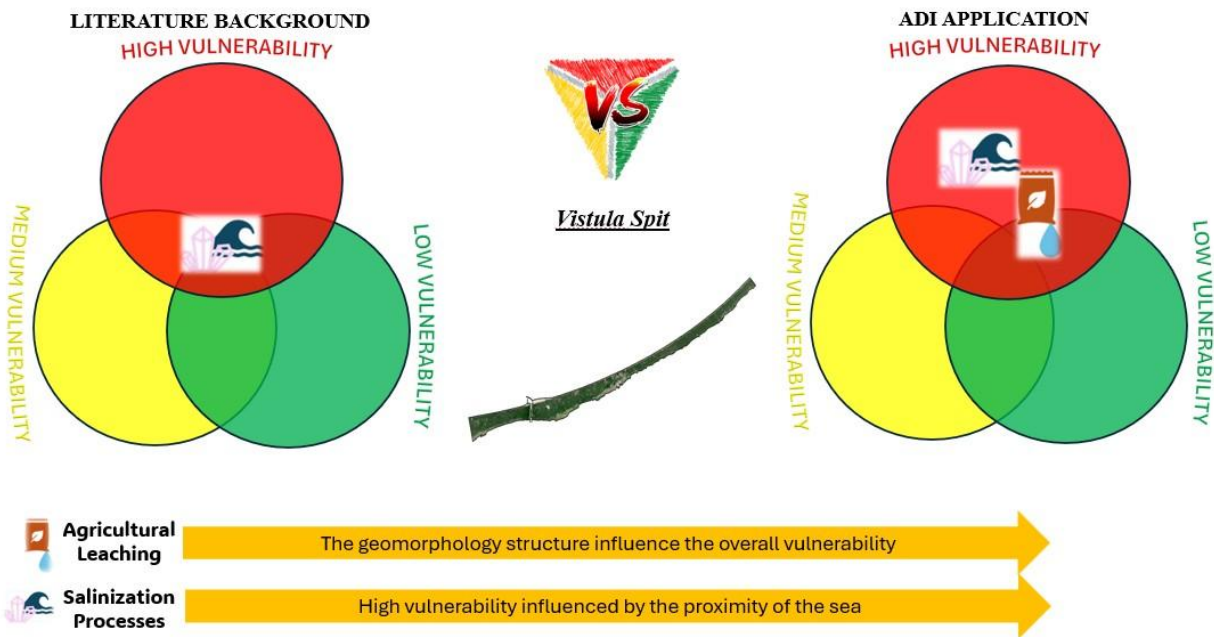 LITERATURE BACKGROUND
HIGH VULNERABILITY
MEDIUM VULNERABILITY
LOW VULNERABILITY
VS
Vistula Spit
ADI APPLICATION
HIGH VULNERABILITY
MEDIUM VULNERABILITY
LOW VULNERABILITY
Agricultural
Leaching
The geomorphology structure influence the overall vulnerability
Salinization
Processes
High vulnerability influenced by the proximity of the sea